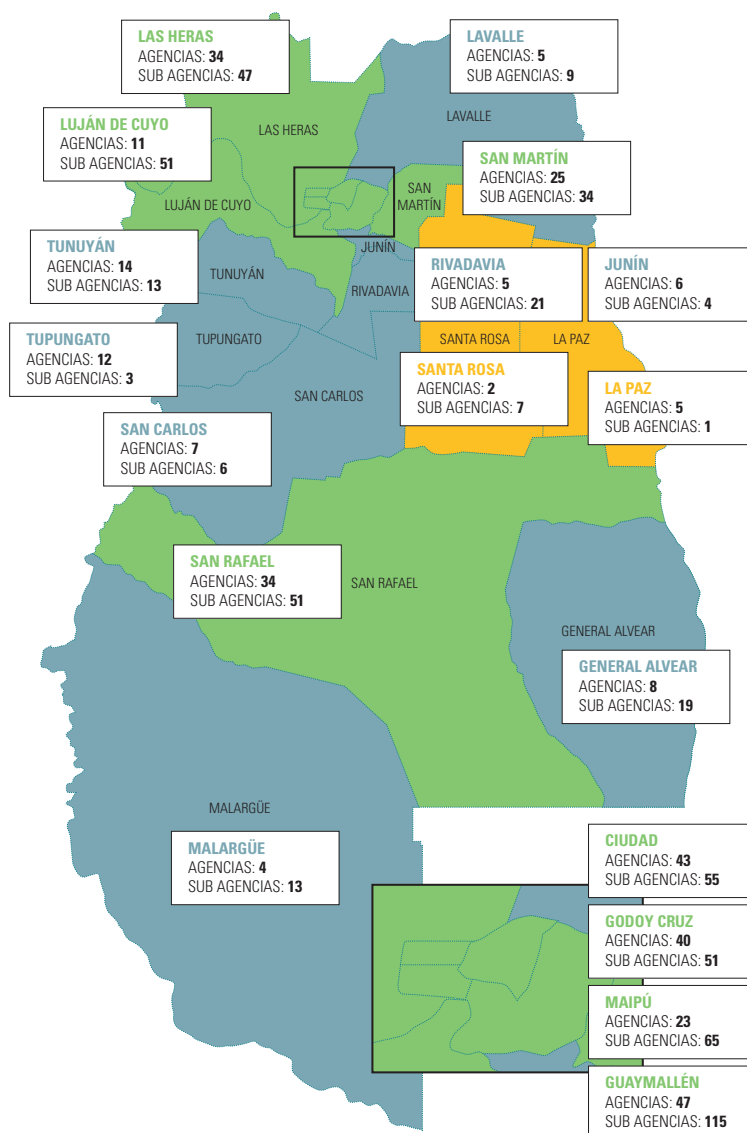 LAS HERAS
AGENCIAS: 34
SUB AGENCIAS: 47
LAVALLE
AGENCIAS: 5
SUB AGENCIAS: 9
LAVALLE
LAS HERAS
LUJÁN DE CUYO
AGENCIAS: 11
SUB AGENCIAS: 51
SAN MARTÍN
AGENCIAS: 25
SUB AGENCIAS: 34
SAN
MARTÍN
LUJÁN DE CUYO
TUNUYÁN
AGENCIAS: 14
SUB AGENCIAS: 13
TUNUYÁN
JUNÍN
RIVADAVIA
RIVADAVIA
AGENCIAS: 5
SUB AGENCIAS: 21
JUNÍN
AGENCIAS: 6
SUB AGENCIAS: 4
TUPUNGATO
AGENCIAS: 12
SUB AGENCIAS: 3
TUPUNGATO
SANTA ROSA
LA PAZ
SANTA ROSA
AGENCIAS: 2
SUB AGENCIAS: 7
LA PAZ
AGENCIAS: 5
SUB AGENCIAS: 1
SAN CARLOS
SAN CARLOS
AGENCIAS: 7
SUB AGENCIAS: 6
SAN RAFAEL
AGENCIAS: 34
SUB AGENCIAS: 51
SAN RAFAEL
GENERAL ALVEAR
GENERAL ALVEAR
AGENCIAS: 8
SUB AGENCIAS: 19
MALARGÜE
MALARGÜE
AGENCIAS: 4
SUB AGENCIAS: 13
CIUDAD
AGENCIAS: 43
SUB AGENCIAS: 55
GODOY CRUZ
AGENCIAS: 40
SUB AGENCIAS: 51
MAIPÚ
AGENCIAS: 23
SUB AGENCIAS: 65
GUAYMALLÉN
AGENCIAS: 47
SUB AGENCIAS: 115